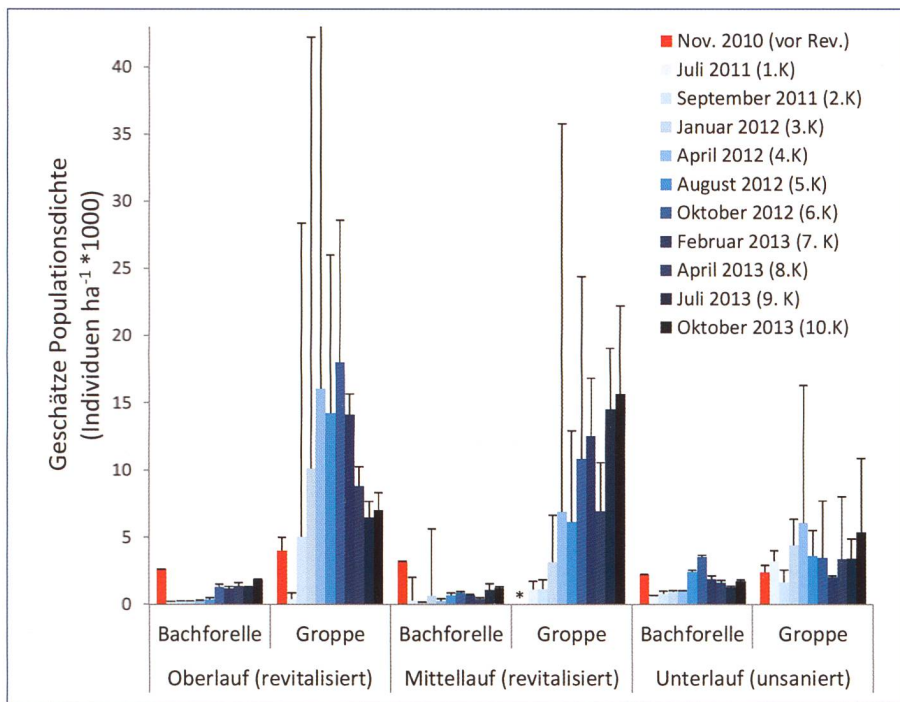 Geschätze Populationsdichte
(Individuen ha⁻¹ *1000)
40
35
30
25
20
15
10
5
0
Nov. 2010 (vor Rev.)
Juli 2011 (1.K)
September 2011 (2.K)
Januar 2012 (3.K)
April 2012 (4.K)
August 2012 (5.K)
Oktober 2012 (6.K)
Februar 2013 (7. K)
April 2013 (8.K)
Juli 2013 (9. K)
Oktober 2013 (10.K)
*
Bachforelle Groppe Bachforelle Groppe Bachforelle Groppe
Oberlauf (revitalisiert) Mittellauf (revitalisiert) Unterlauf (unsaniert)